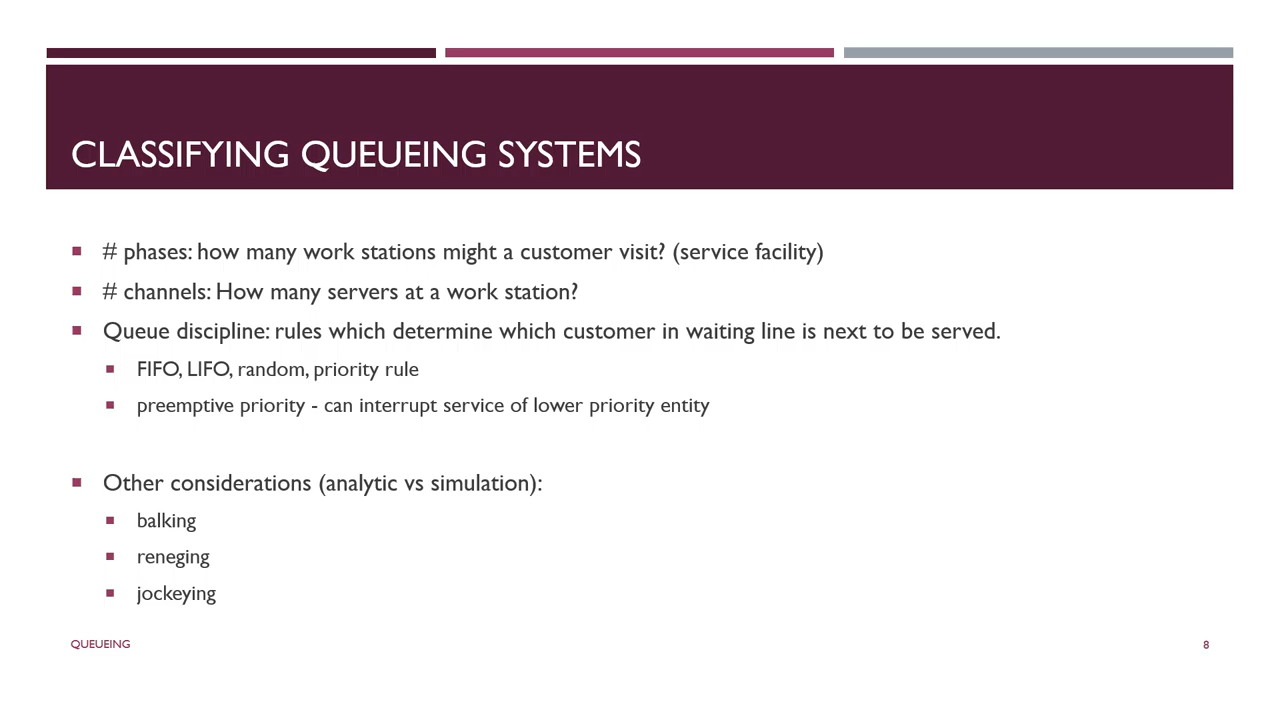 CLASSIFYING QUEUEING SYSTEMS
# phases: how many work stations might a customer visit? (service facility)
# channels: How many servers at a work station?
Queue discipline: rules which determine which customer in waiting line is next to be served.
FIFO, LIFO, random, priority rule
preemptive priority - can interrupt service of lower priority entity
Other considerations (analytic vs simulation):
balking
reneging
jockeying
QUEUEING
8